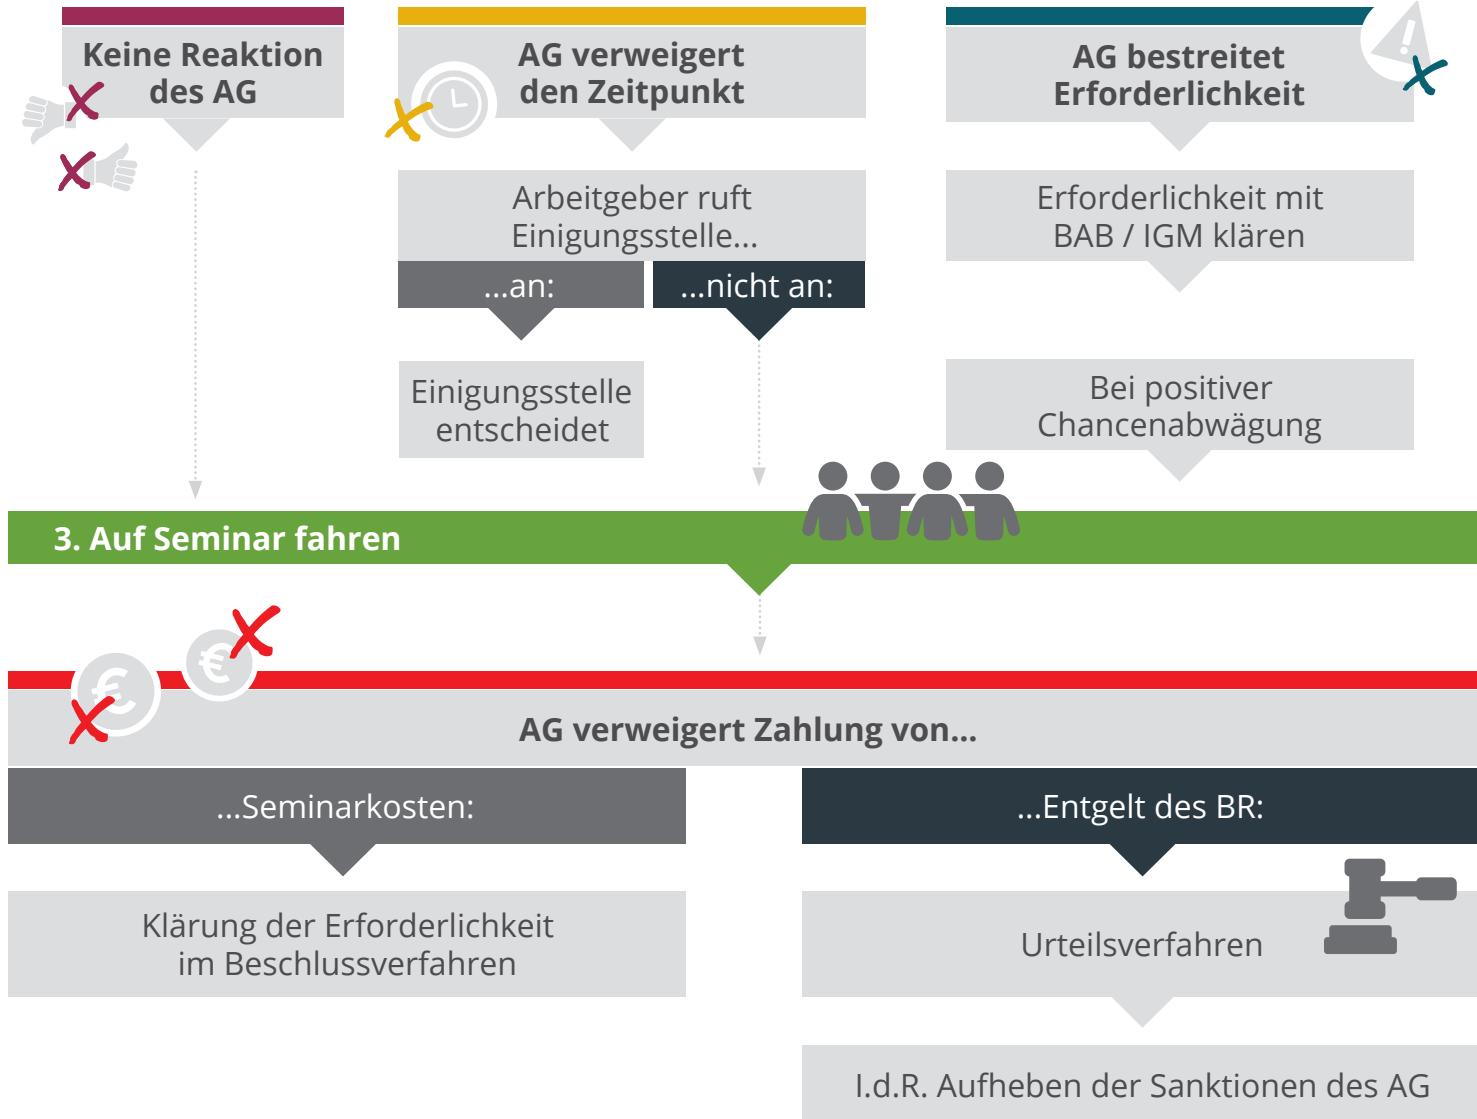 Keine Reaktion
des AG
AG verweigert
den Zeitpunkt
Arbeitgeber ruft
Einigungsstelle...
...an:
...nicht an:
Einigungsstelle
entscheidet
AG bestreitet
Erforderlichkeit
Erforderlichkeit mit
BAB / IGM klären
Bei positiver
Chancenabwägung
3. Auf Seminar fahren
AG verweigert Zahlung von...
...Seminarkosten:
Klärung der Erforderlichkeit
im Beschlussverfahren
...Entgelt des BR:
Urteilsverfahren
I.d.R. Aufheben der Sanktionen des AG